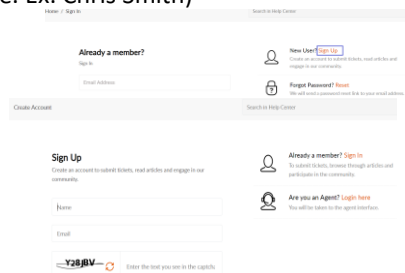 e: Ex: Chris Smith)
Home / Sign In
Search in Help Center
Already a member?
Sign In
Email Address
New User? Sign Up
Create an account to submit tickets, read articles and
engage in our community.
Forgot Password? Reset
We will send a password reset link to your email address.
Create Account
Search in Help Center
Sign Up
Create an account to submit tickets, read articles and engage in our
community.
Name
Email
Y28JBV
Enter the text you see in the captcha
Already a member? Sign In
To submit tickets, browse through articles and
participate in the community.
Are you an Agent? Login here
You will be taken to the agent interface.